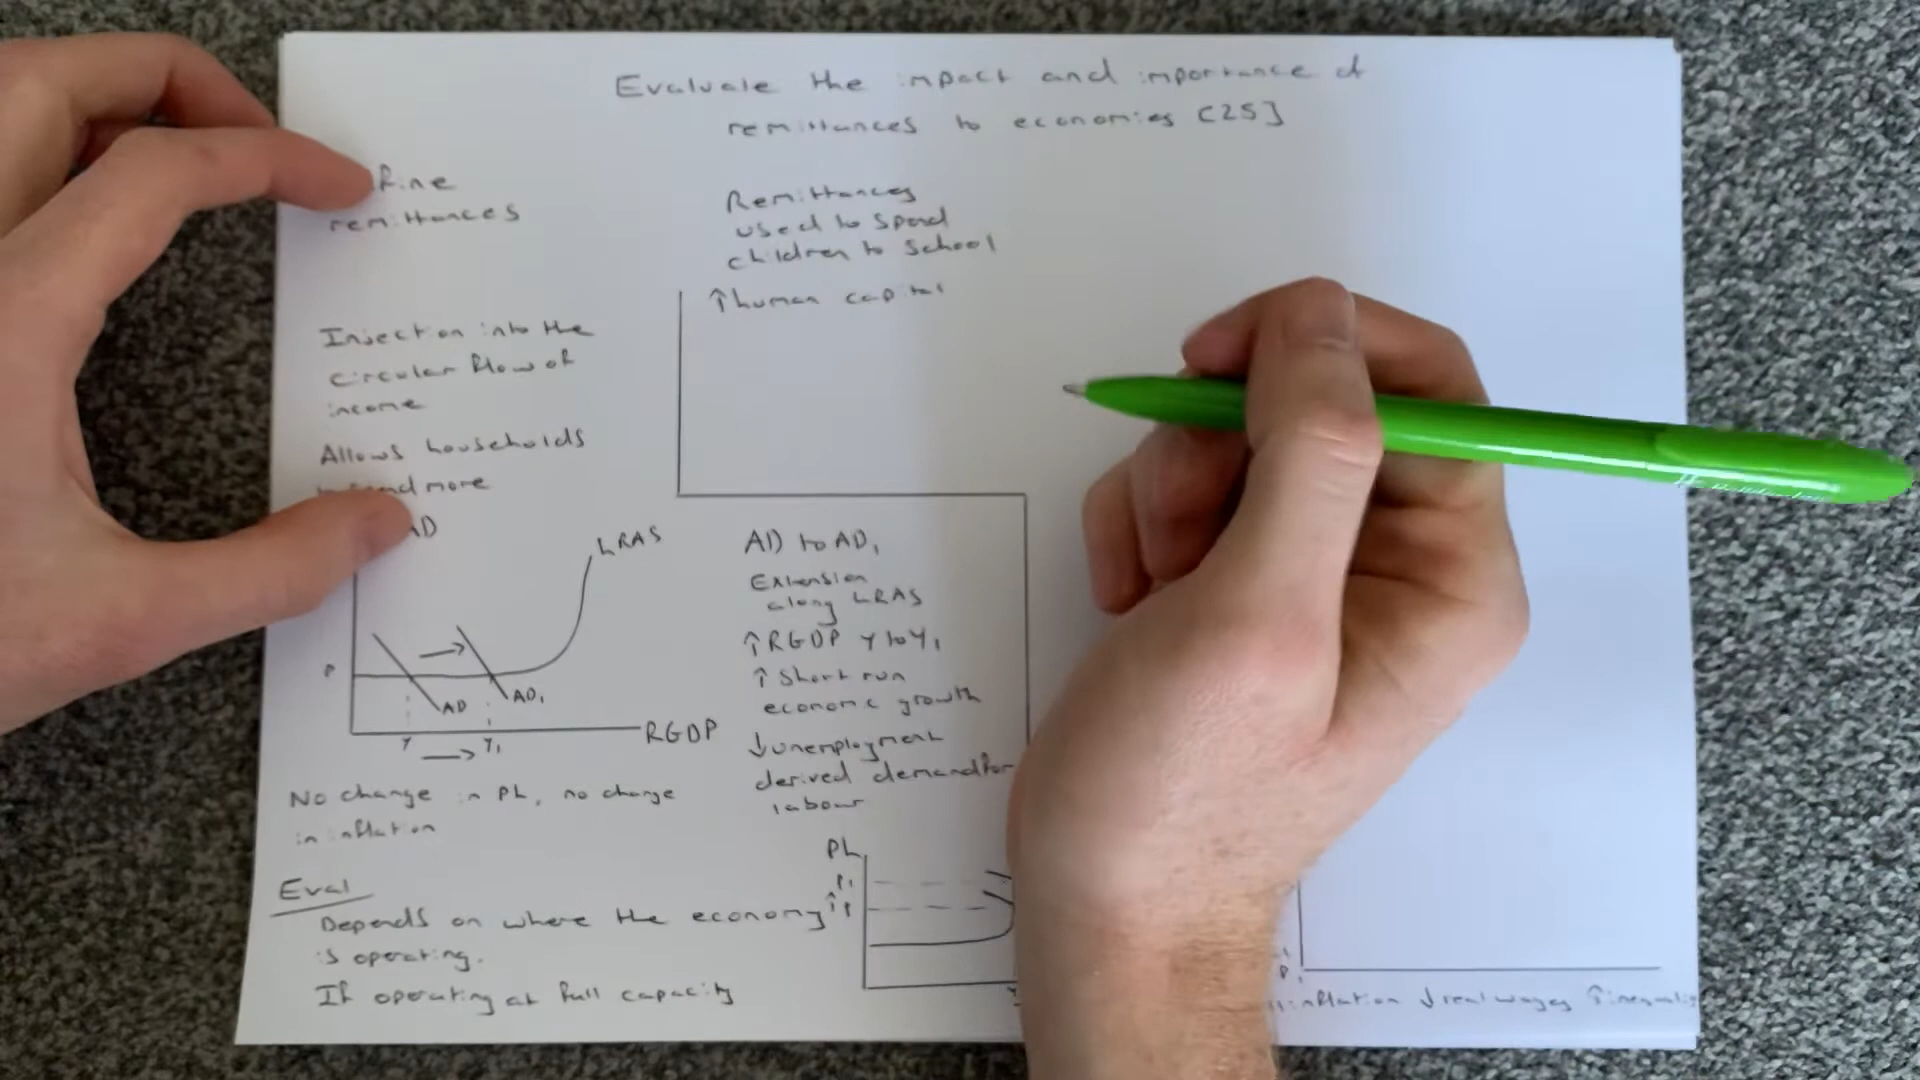 Evaluate the impact and importance of
remittances to economies [25]
fine
remittances
Injection into the
circular flow of
income
Allows households
more
AD
LRAS
P
AD
AD1
Y
Y1
RGDP
No change in PL, no change
in inflation
Eval
Depends on where the economy
is operating.
If operating at full capacity
Remittances
used to spend
children to school
↑ human capital
AD to AD1
Extension
along LRAS
↑ RGDP Y to Y1
↑ Short run
economic growth
↓ unemployment
derived demand for
labour
PL
P1
↑ P
P
inflation ↓ real wages ↑